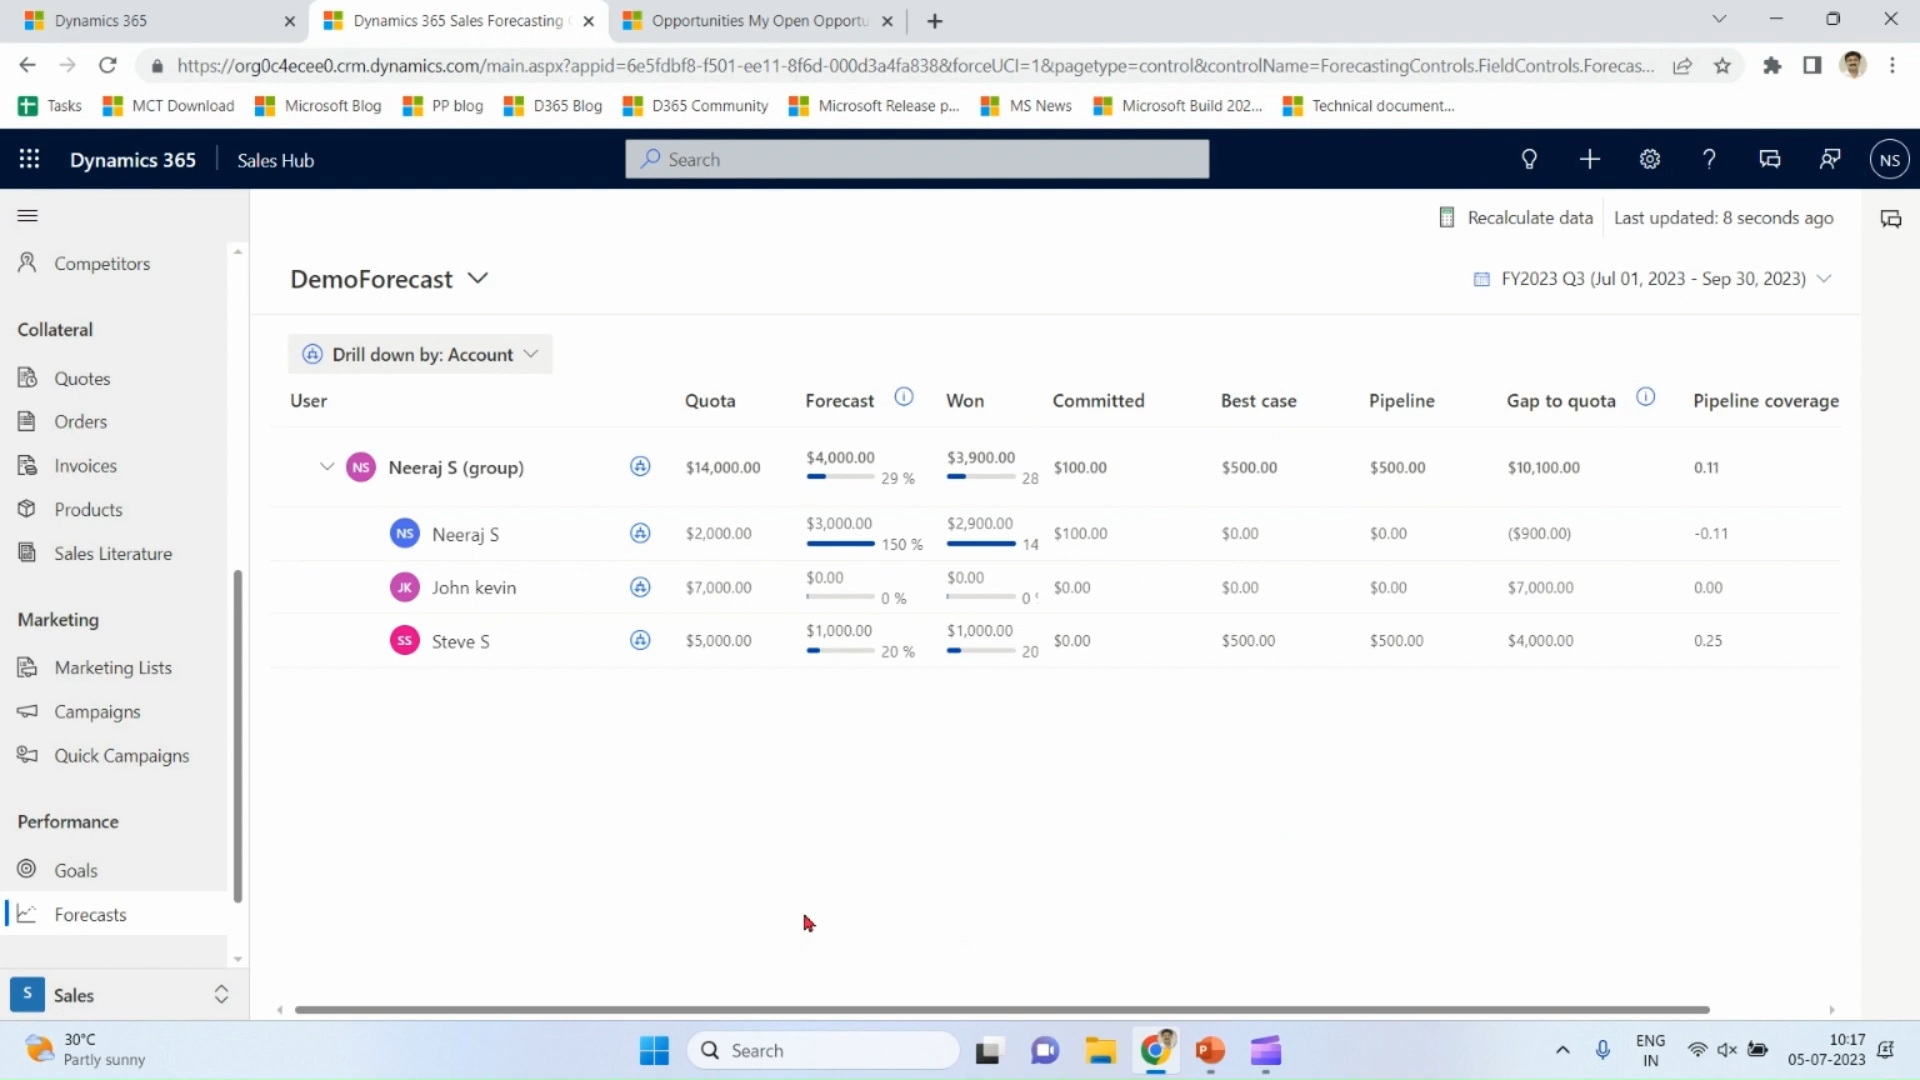 Dynamics 365
Dynamics 365 Sales Forecasting
Opportunities My Open Opportu
https://org0c4ecee0.crm.dynamics.com/main.aspx?appid=6e5fdbf8-f501-ee11-8f6d-000d3a4fa838&forceUCI=1&pagetype=control&controlName=ForecastingControls.FieldControls.Forecas...
Tasks MCT Download Microsoft Blog PP blog D365 Blog D365 Community Microsoft Release p... MS News Microsoft Build 202... Technical document...
Dynamics 365 Sales Hub Search NS
Recalculate data Last updated: 8 seconds ago
Competitors
Collateral
Quotes
Orders
Invoices
Products
Sales Literature
Marketing
Marketing Lists
Campaigns
Quick Campaigns
Performance
Goals
Forecasts
S Sales
DemoForecast FY2023 Q3 (Jul 01, 2023 - Sep 30, 2023)
Drill down by: Account
User Quota Forecast Won Committed Best case Pipeline Gap to quota Pipeline coverage
NS Neeraj S (group) $14,000.00 $4,000.00 29 % $3,900.00 28 $100.00 $500.00 $500.00 $10,100.00 0.11
NS Neeraj S $2,000.00 $3,000.00 150 % $2,900.00 14 $100.00 $0.00 $0.00 ($900.00) -0.11
JK John kevin $7,000.00 $0.00 0 % $0.00 0 $0.00 $0.00 $0.00 $7,000.00 0.00
SS Steve S $5,000.00 $1,000.00 20 % $1,000.00 20 $0.00 $500.00 $500.00 $4,000.00 0.25
30°C
Partly sunny
Search
ENG
IN
10:17
05-07-2023